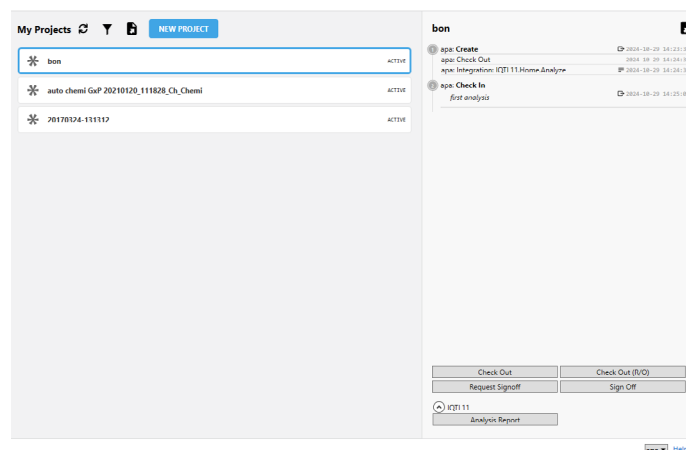 My Projects
NEW PROJECT
bon ACTIVE
auto chemi GxP 20210120_111828_Ch_Chemi ACTIVE
20170324-131312 ACTIVE
bon
apa: Create 2024-10-29 14:23:3
apa: Check Out 2024 10 29 14:24:3
apa: Integration: IQTL 11 Home Analyze 2024-10-29 14:24:3
apa: Check In 2024-10-29 14:25:0
first analysis
Check Out Check Out (R/O)
Request Signoff Sign Off
IQTL 11
Analysis Report
Help